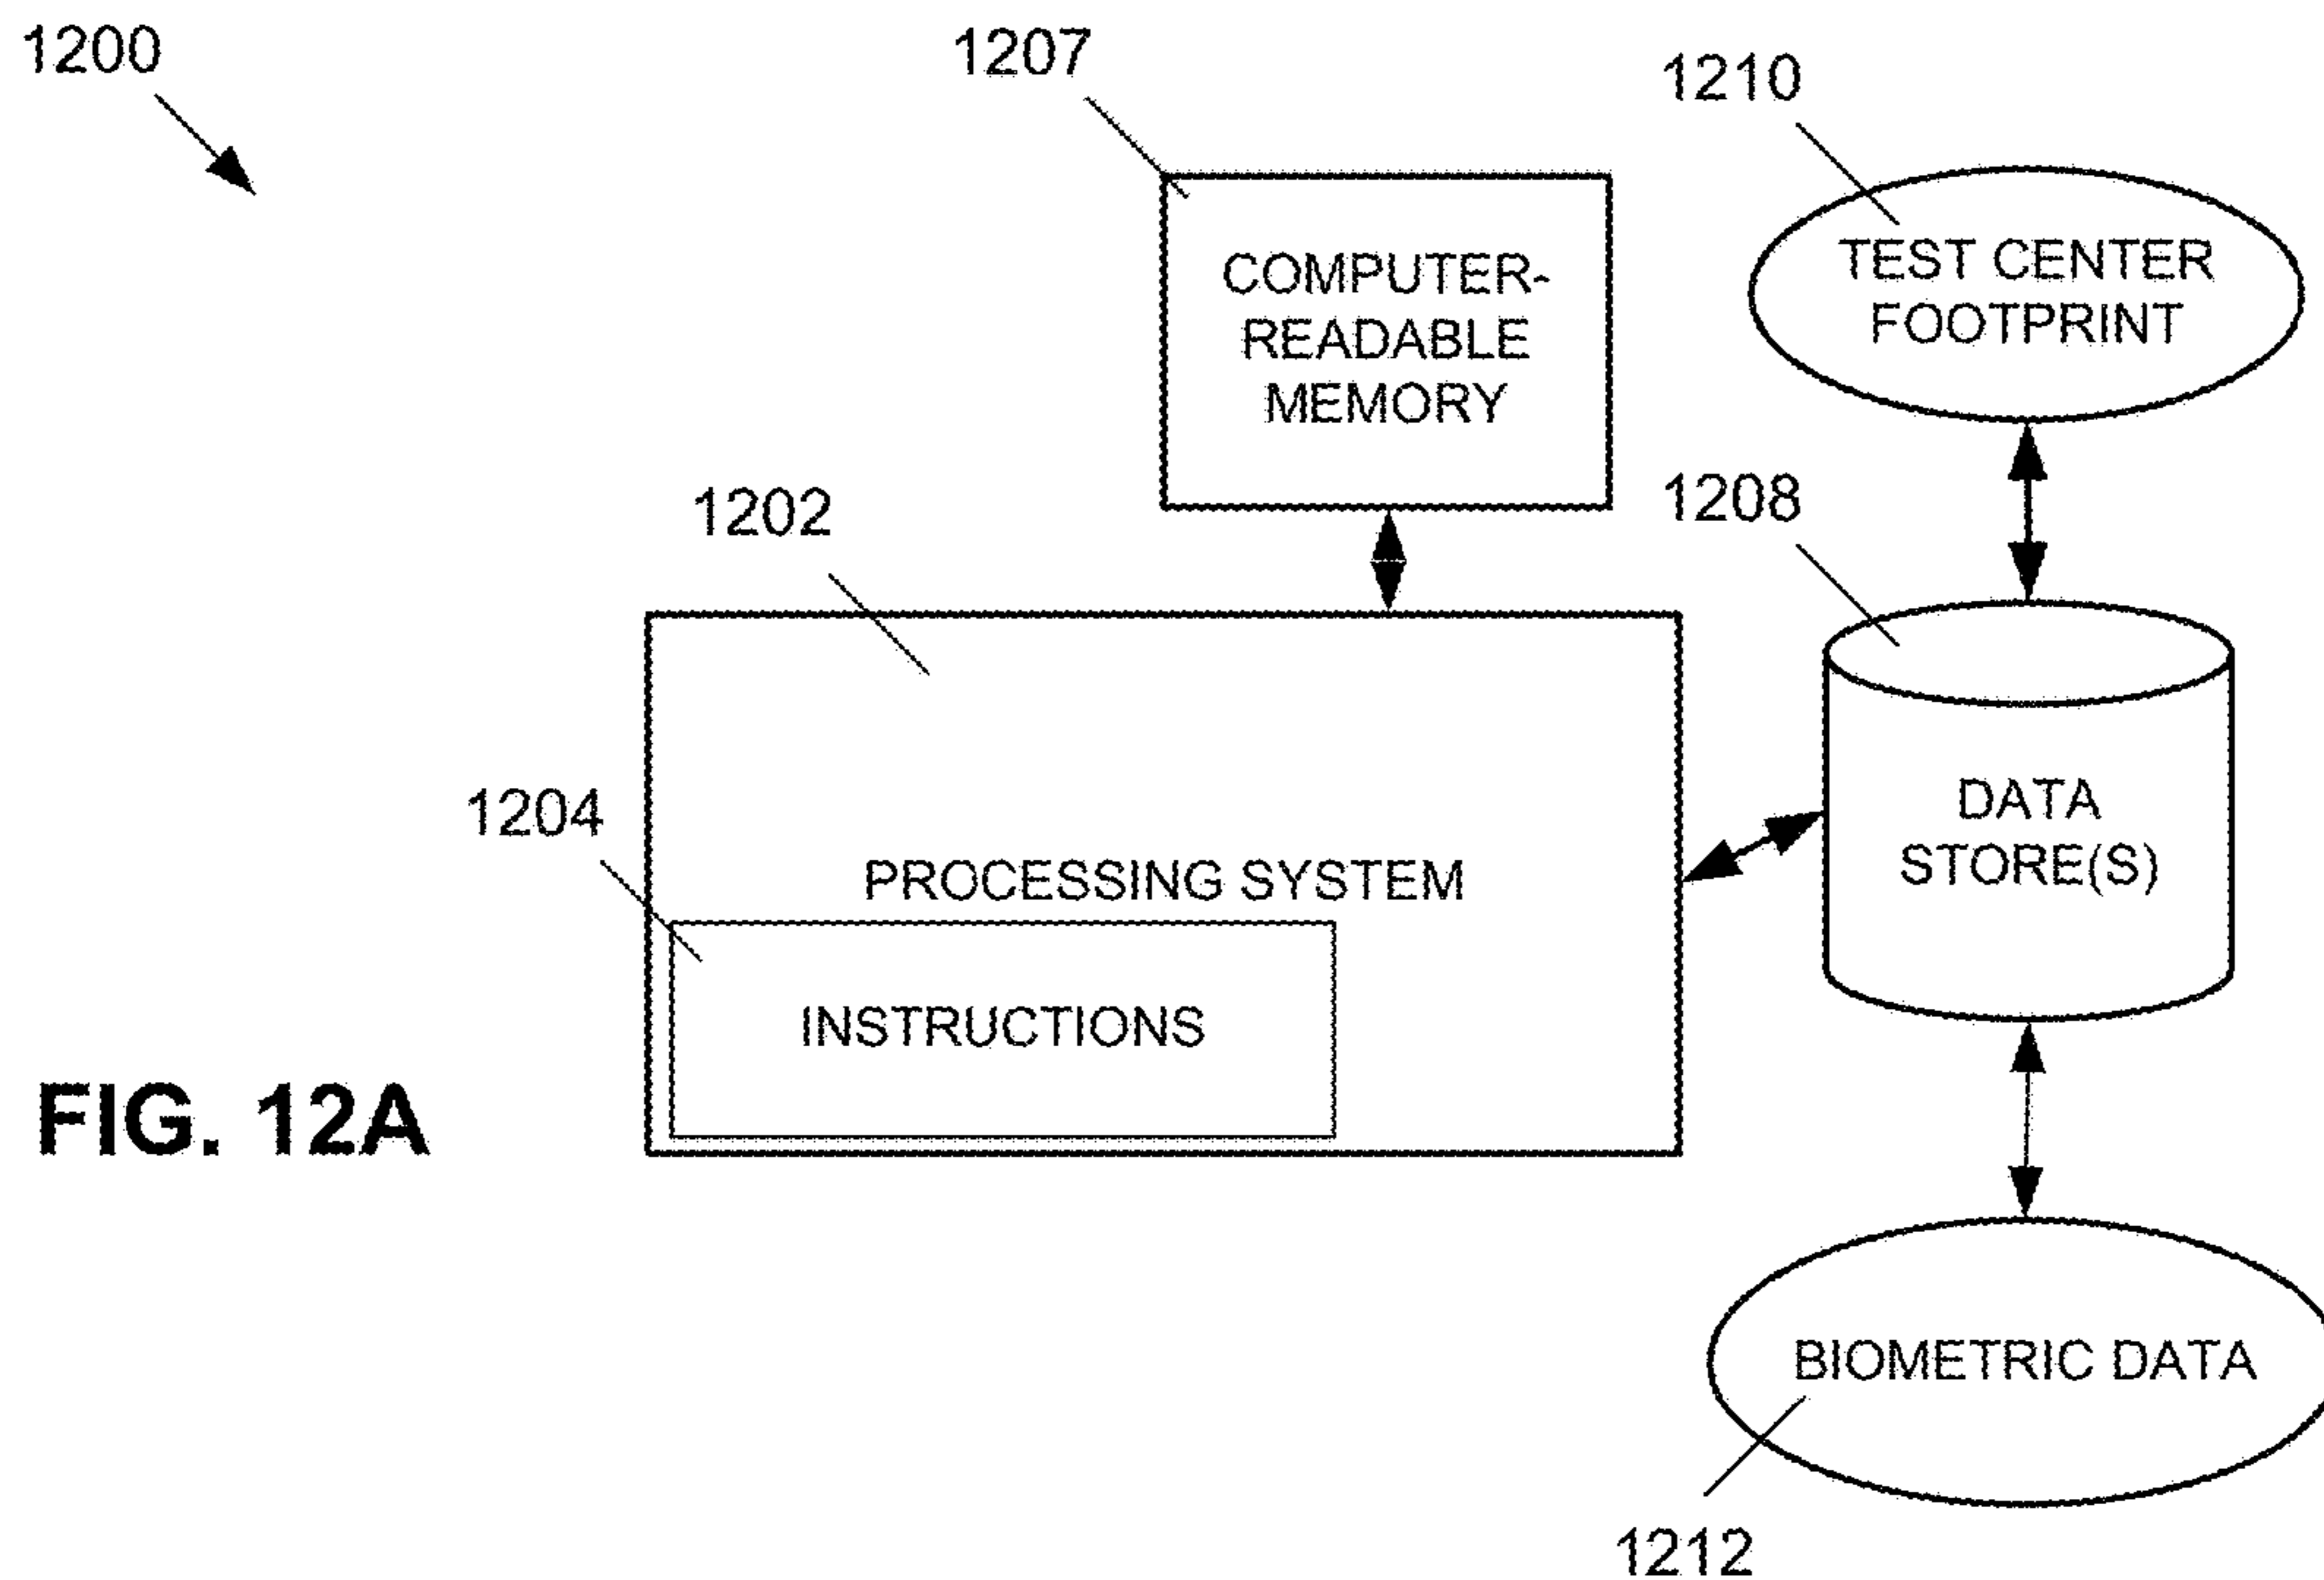 1200
1207
1210
COMPUTER-
READABLE
MEMORY
TEST CENTER
FOOTPRINT
1202
1208
1204
PROCESSING SYSTEM
DATA
STORE(S)
INSTRUCTIONS
FIG. 12A
BIOMETRIC DATA
1212